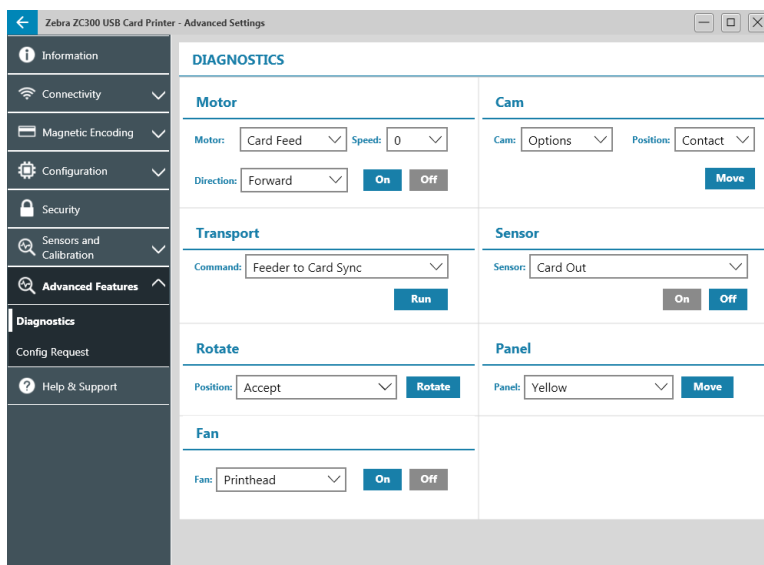 Zebra ZC300 USB Card Printer - Advanced Settings
Information
Connectivity
Magnetic Encoding
Configuration
Security
Sensors and
Calibration
Advanced Features
Diagnostics
Config Request
Help & Support
DIAGNOSTICS
Motor
Motor: Card Feed Speed: 0
Direction: Forward On Off
Cam
Cam: Options Position: Contact
Move
Transport
Command: Feeder to Card Sync
Run
Sensor
Sensor: Card Out
On Off
Rotate
Position: Accept Rotate
Panel
Panel: Yellow Move
Fan
Fan: Printhead On Off